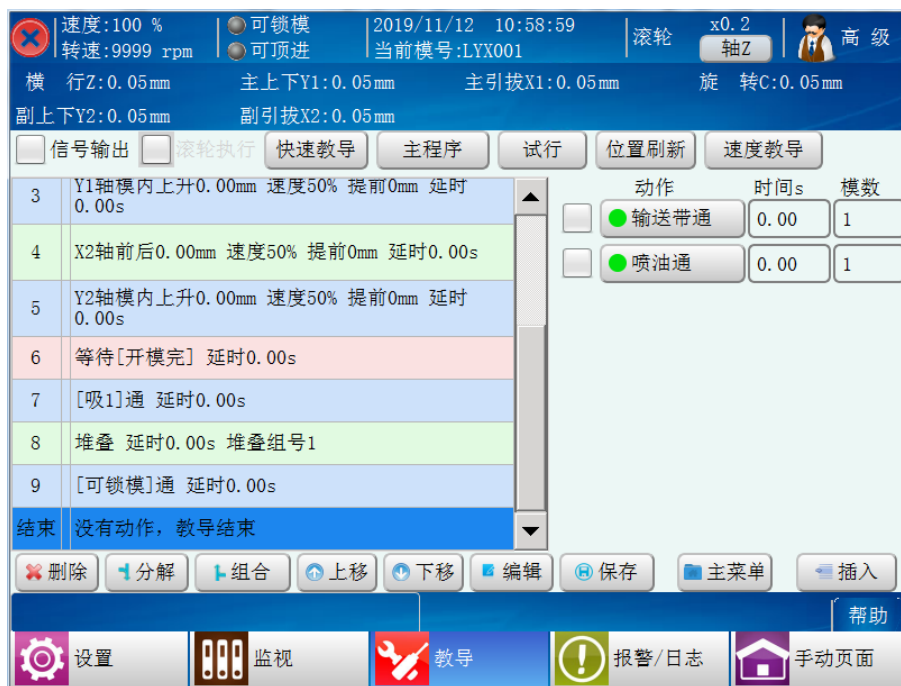 速度:100 % 可锁模 2019/11/12 10:58:59 滚轮 x0.2 高 级
转速:9999 rpm 可顶进 当前模号:LYX001 轴Z
横 行Z:0.05mm 主上下Y1:0.05mm 主引拔X1:0.05mm 旋 转C:0.05mm
副上下Y2:0.05mm 副引拔X2:0.05mm
信号输出 滚轮执行 快速教导 主程序 试行 位置刷新 速度教导
3 Y1轴模内上升0.00mm 速度50% 提前0mm 延时
0.00s
4 X2轴前后0.00mm 速度50% 提前0mm 延时0.00s
5 Y2轴模内上升0.00mm 速度50% 提前0mm 延时
0.00s
6 等待[开模完] 延时0.00s
7 [吸1]通 延时0.00s
8 堆叠 延时0.00s 堆叠组号1
9 [可锁模]通 延时0.00s
结束 没有动作，教导结束
动作 时间s 模数
输送带通 0.00 1
喷油通 0.00 1
删除 分解 组合 上移 下移 编辑 保存 主菜单 插入
帮助
设置 监视 教导 报警/日志 手动页面